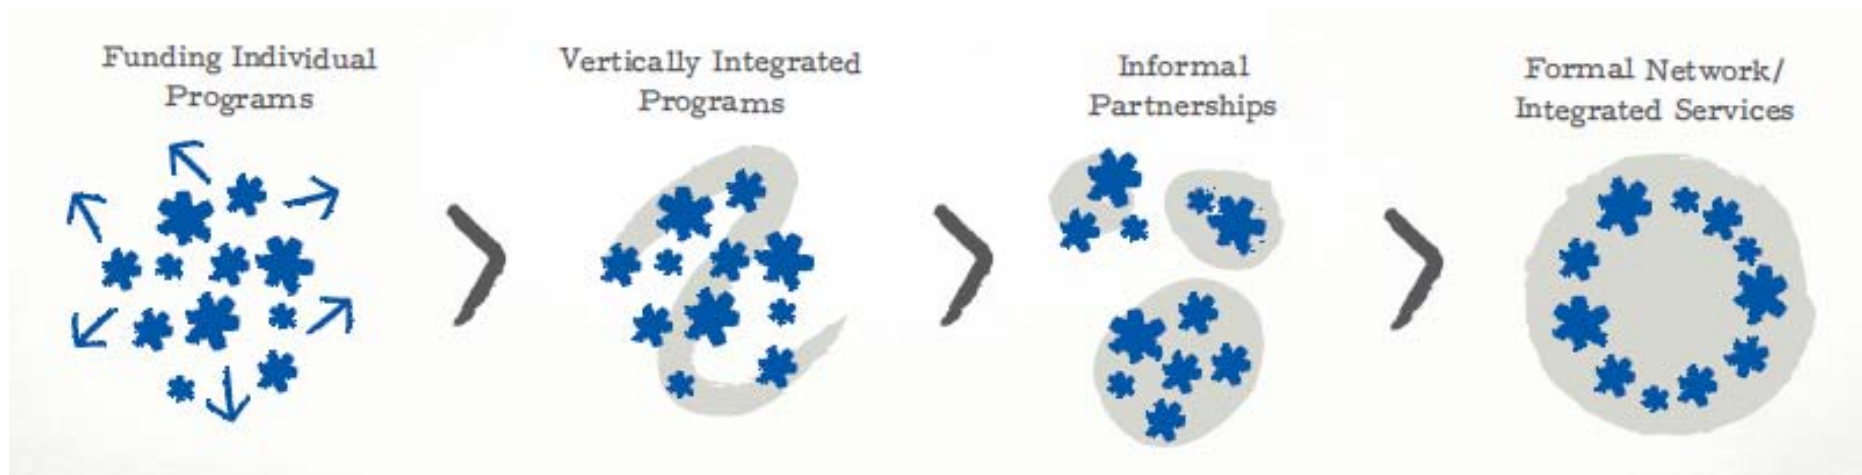 Funding Individual
Programs
Vertically Integrated
Programs
Informal
Partnerships
Formal Network/
Integrated Services